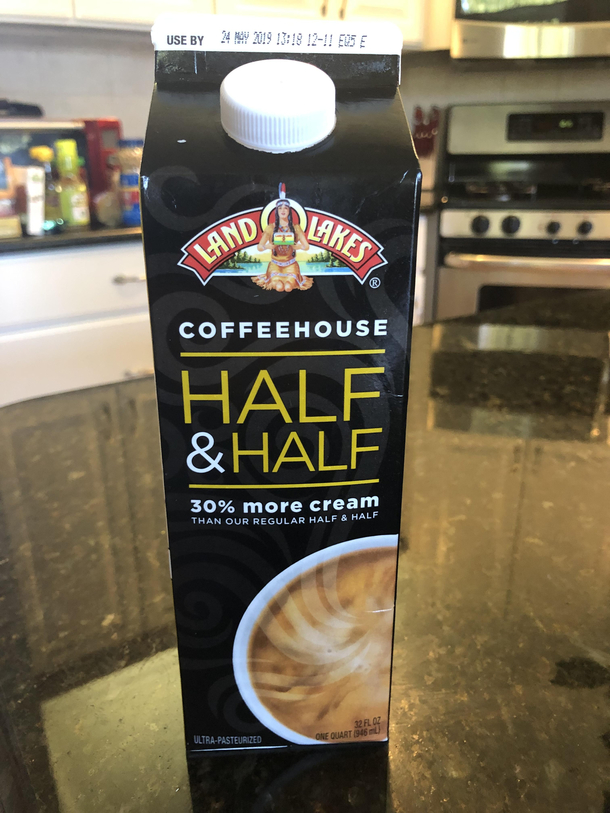 USE BY 24 MAY 2019 13:18 12-11 EQ5 E
LAND O LAKES
®
COFFEEHOUSE
HALF
& HALF
30% more cream
THAN OUR REGULAR HALF & HALF
32 FL OZ
ULTRA-PASTEURIZED ONE QUART (946 mL)